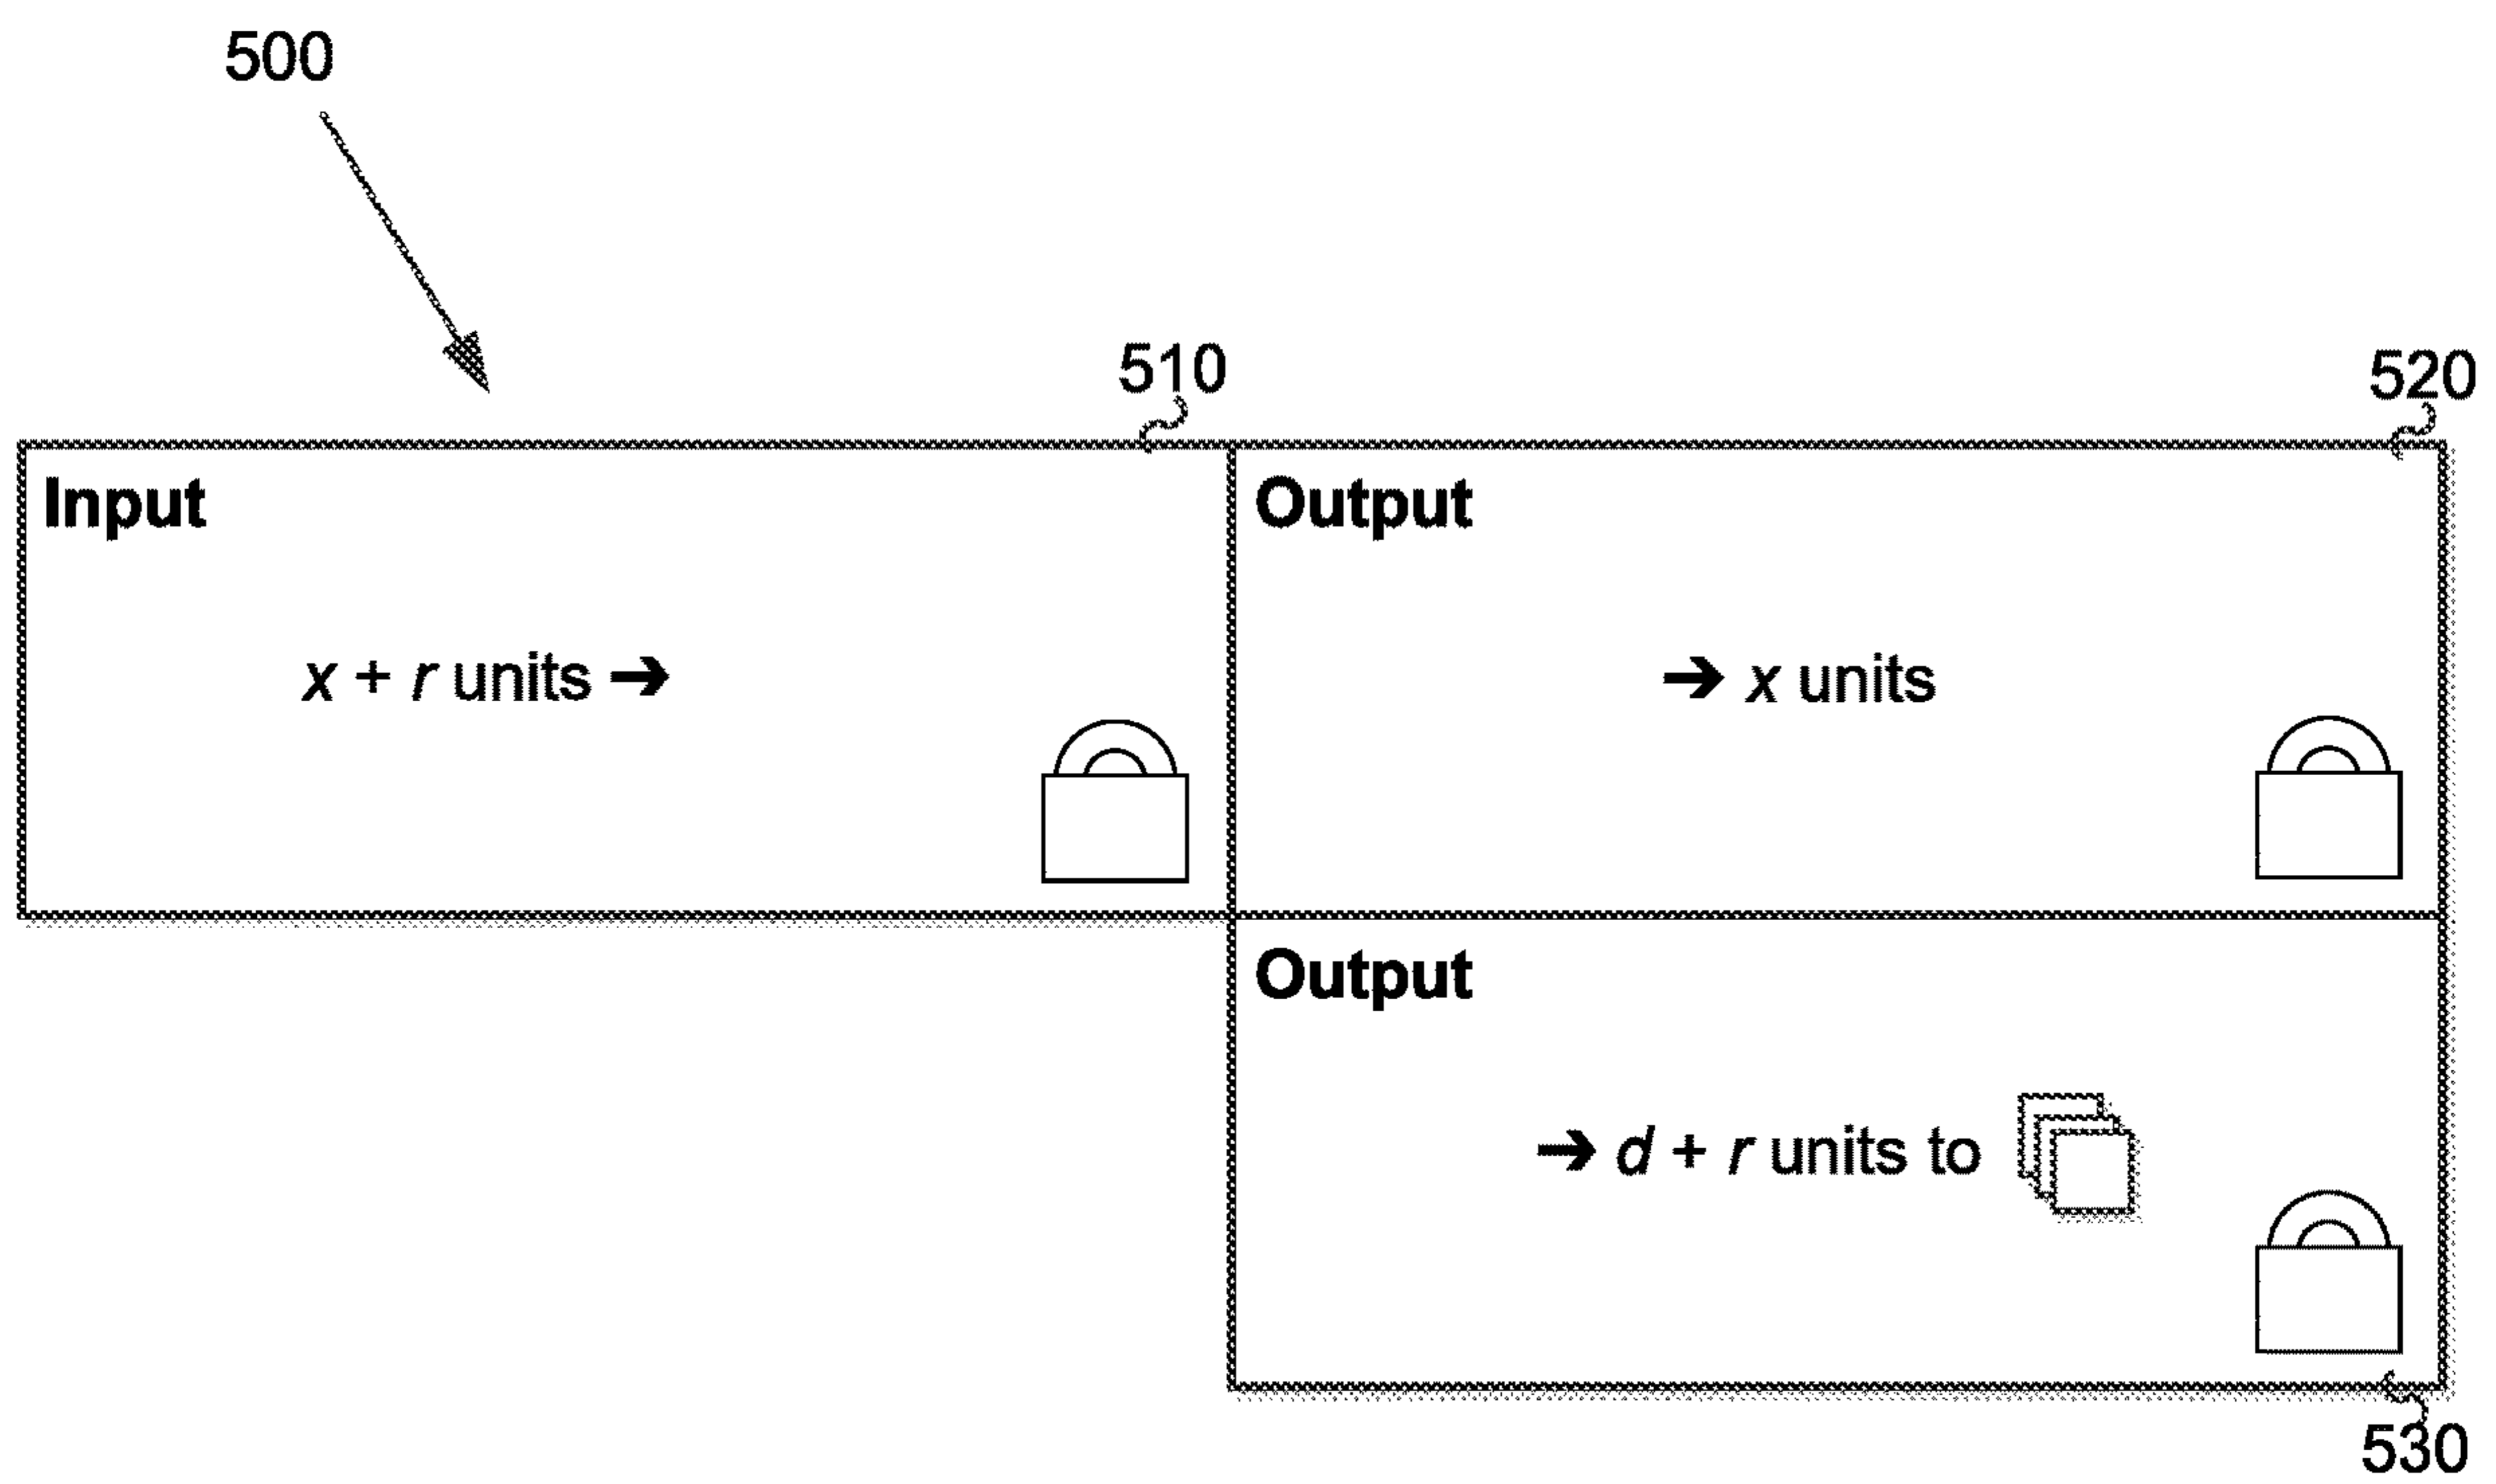 500
510
520
Input
Output
x + r units →
→ x units
Output
→ d + r units to
530